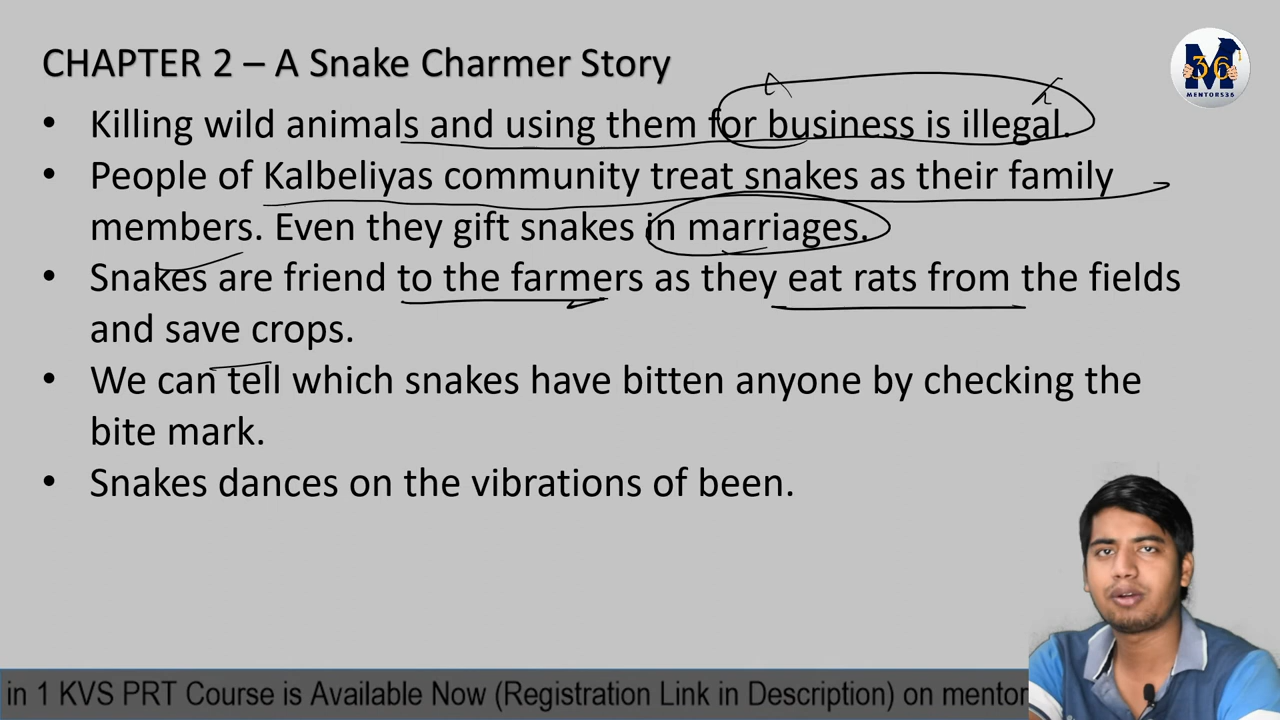 CHAPTER 2 – A Snake Charmer Story
M
36
MENTORS36
• Killing wild animals and using them for business is illegal.
• People of Kalbeliyas community treat snakes as their family
members. Even they gift snakes in marriages.
• Snakes are friend to the farmers as they eat rats from the fields
and save crops.
• We can tell which snakes have bitten anyone by checking the
bite mark.
• Snakes dances on the vibrations of been.
in 1 KVS PRT Course is Available Now (Registration Link in Description) on mentor